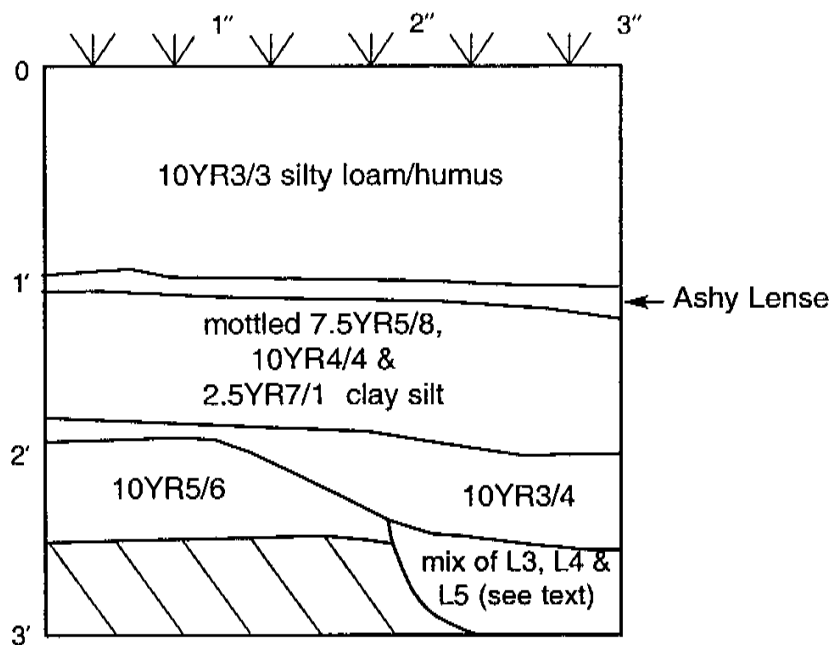 1" 2" 3"
0
10YR3/3 silty loam/humus
1'
Ashy Lense
mottled 7.5YR5/8,
10YR4/4 &
2.5YR7/1 clay silt
2'
10YR5/6
10YR3/4
mix of L3, L4 &
L5 (see text)
3'